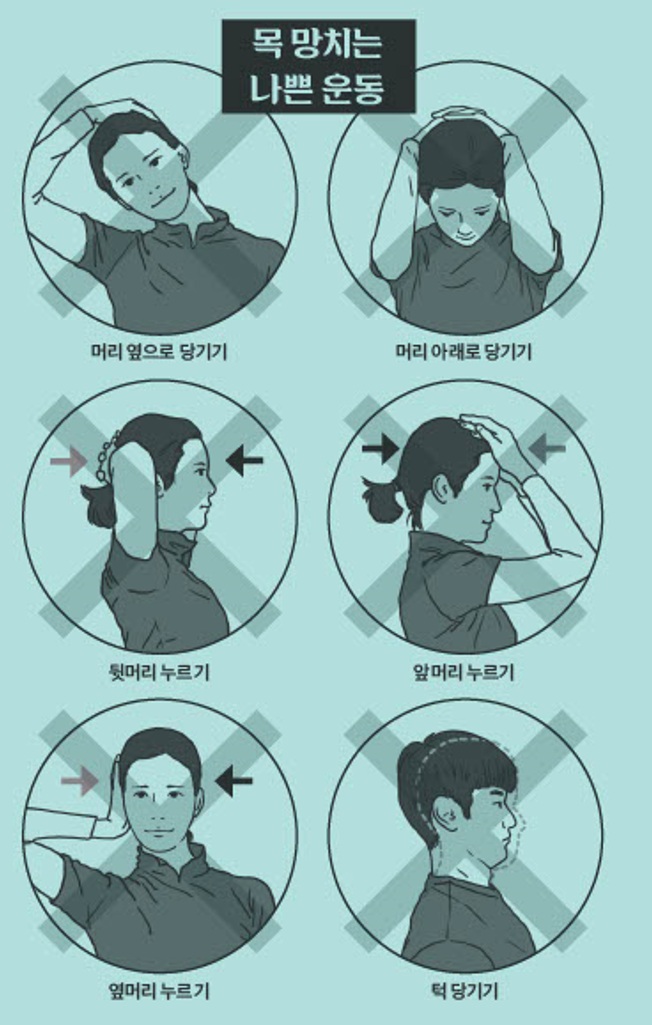 목 망치는
나쁜 운동
머리 옆으로 당기기
머리 아래로 당기기
뒷머리 누르기
앞머리 누르기
옆머리 누르기
턱 당기기